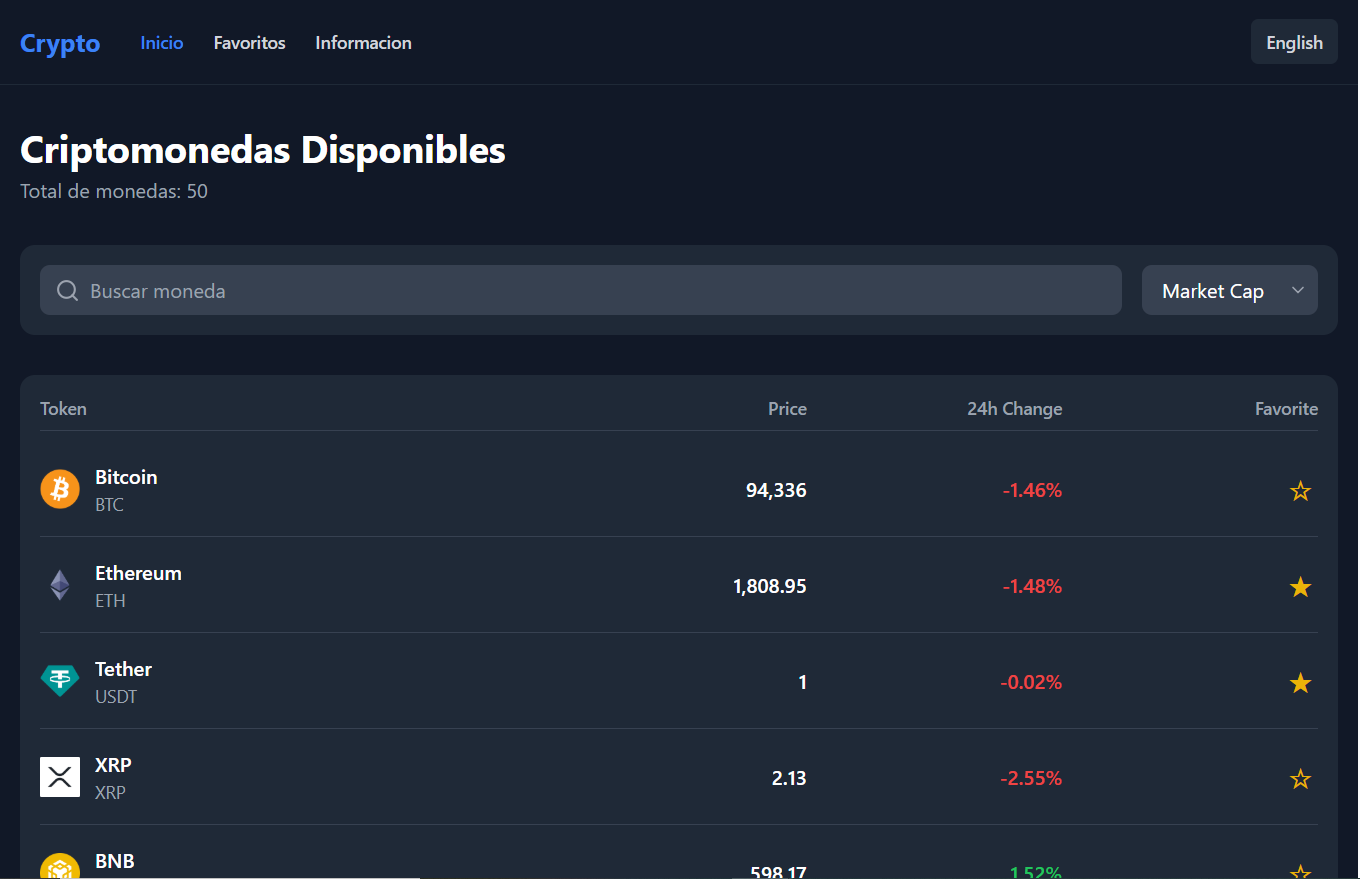 Crypto Inicio Favoritos Informacion English
Criptomonedas Disponibles
Total de monedas: 50
Buscar moneda Market Cap
Token Price 24h Change Favorite
Bitcoin
BTC
94,336 -1.46%
Ethereum
ETH
1,808.95 -1.48%
Tether
USDT
1 -0.02%
XRP
XRP
2.13 -2.55%
BNB
598.17 1.52%